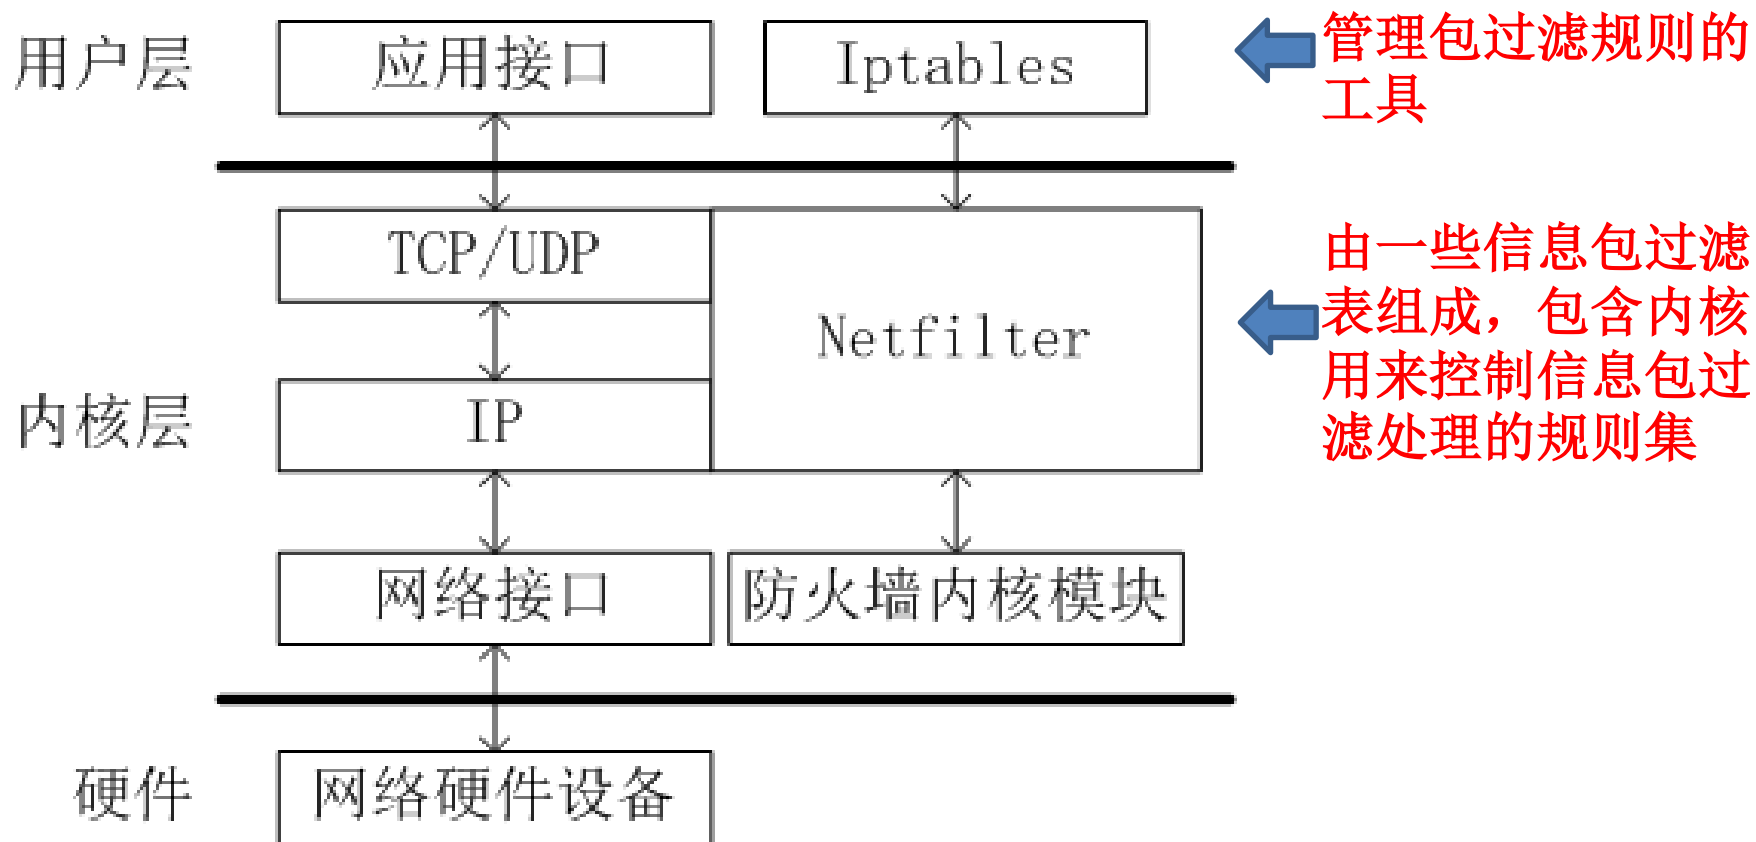 用户层
应用接口
Iptables
管理包过滤规则的
工具
TCP/UDP
Netfilter
由一些信息包过滤
表组成，包含内核
用来控制信息包过
滤处理的规则集
内核层
IP
网络接口
防火墙内核模块
硬件
网络硬件设备